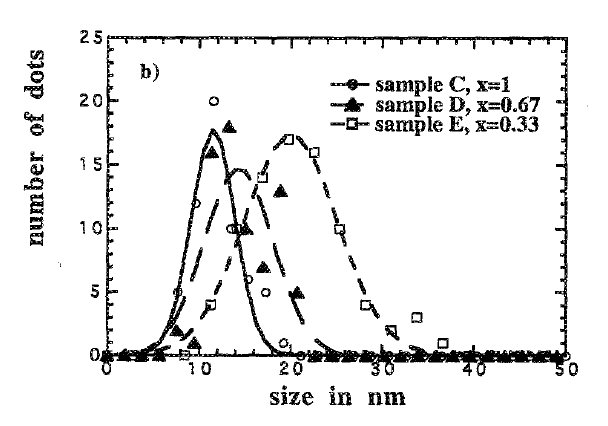 25
20
15
10
5
0
number of dots
b)
sample C, x=1
sample D, x=0.67
sample E, x=0.33
0 10 20 30 40 50
size in nm